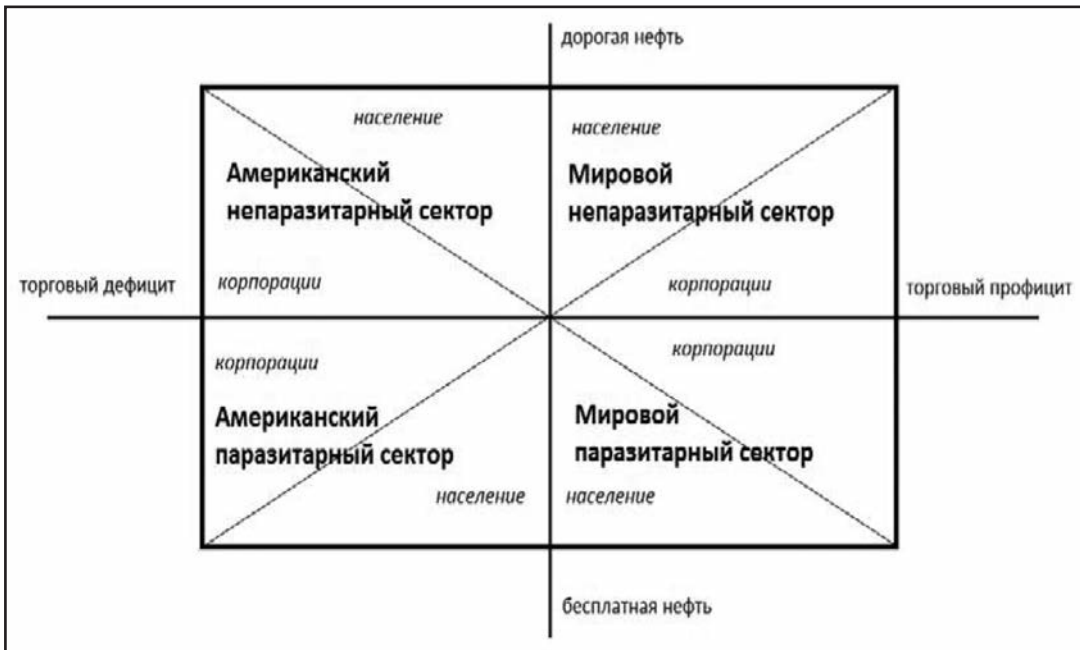 дорогая нефть
население
население
Американский
непаразитарный сектор
Мировой
непаразитарный сектор
корпорации
корпорации
торговый дефицит
торговый профицит
корпорации
корпорации
Американский
паразитарный сектор
Мировой
паразитарный сектор
население
население
бесплатная нефть